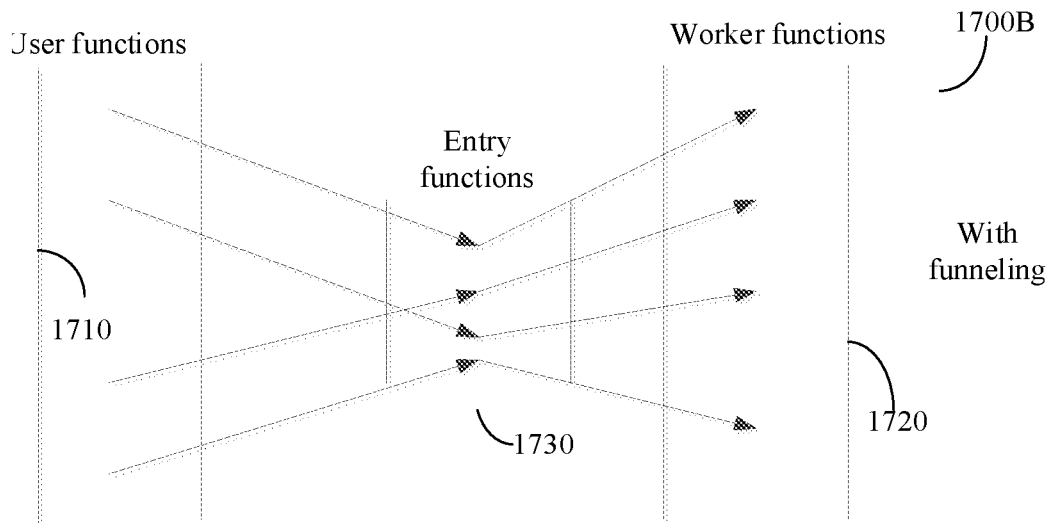 User functions
Worker functions
1700B
Entry
functions
With
funneling
1710
1730
1720